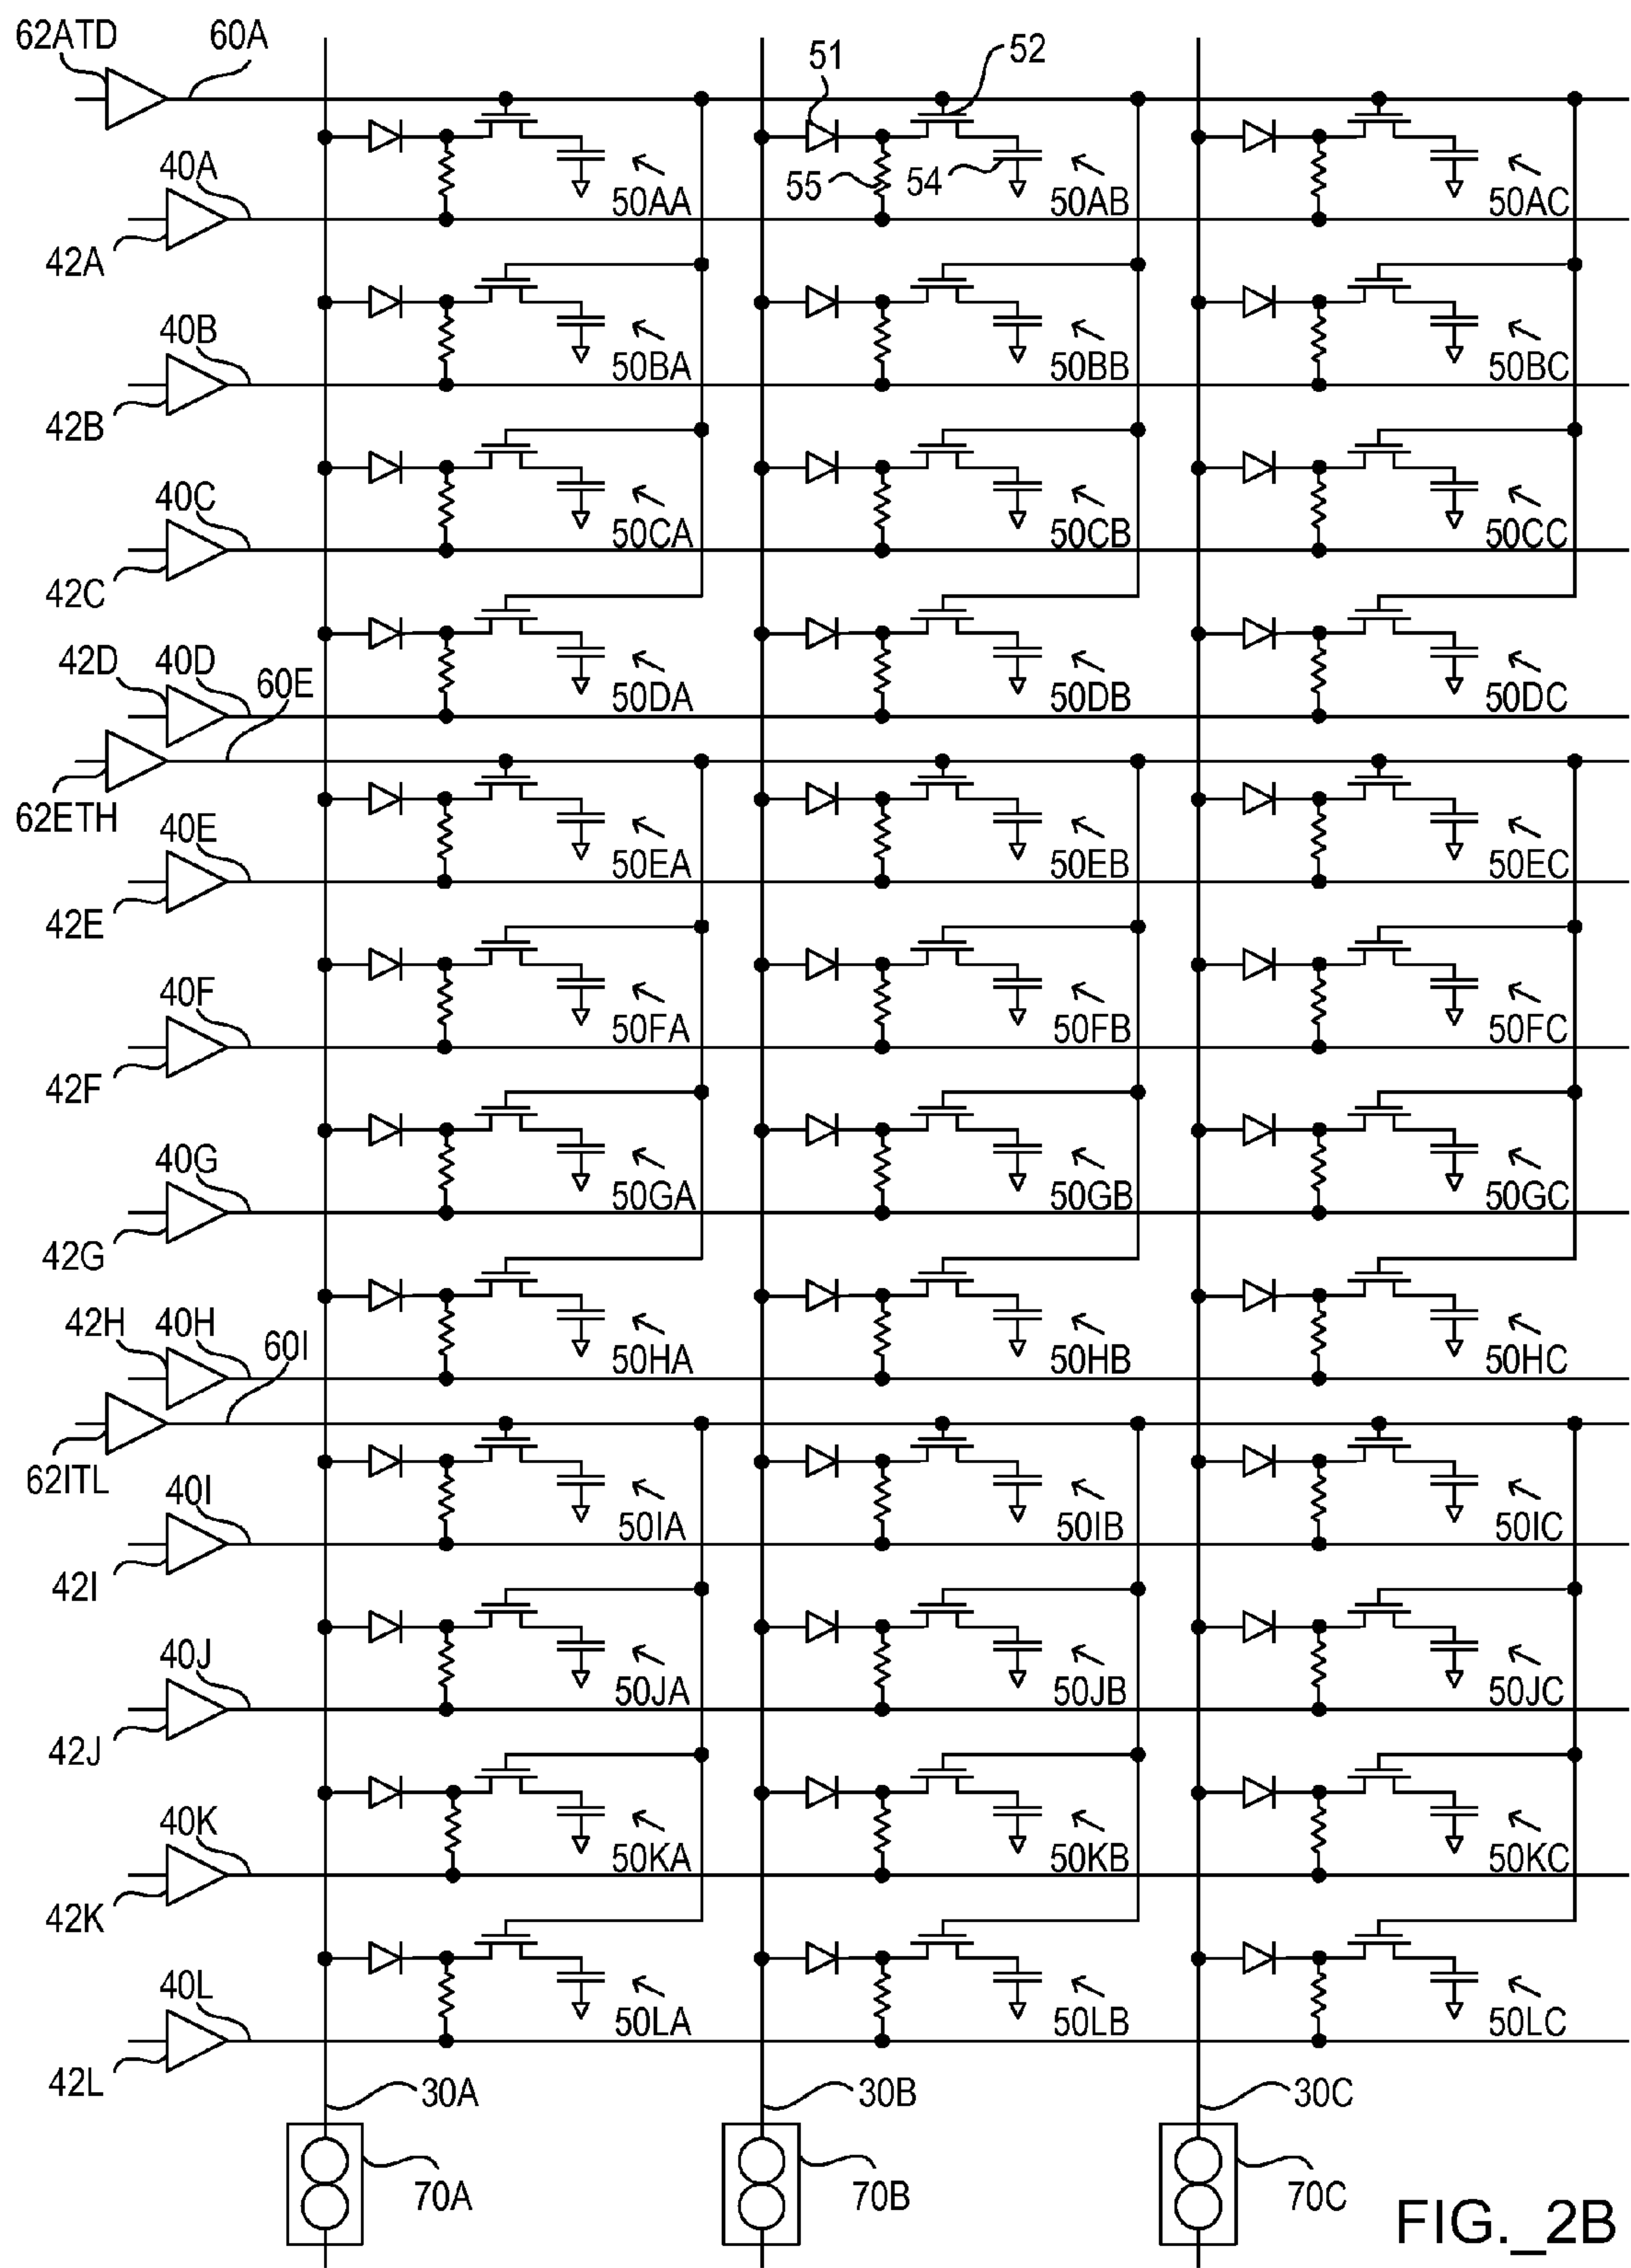 62ATD 60A 51 52
40A 55 54 50AA 50AB 50AC
42A
40B 50BA 50BB 50BC
42B
40C 50CA 50CB 50CC
42C
42D 40D 60E 50DA 50DB 50DC
62ETH 40E 50EA 50EB 50EC
42E
40F 50FA 50FB 50FC
42F
40G 50GA 50GB 50GC
42G
42H 40H 60I 50HA 50HB 50HC
62ITL 40I 50IA 50IB 50IC
42I
40J 50JA 50JB 50JC
42J
40K 50KA 50KB 50KC
42K
40L 50LA 50LB 50LC
42L 30A 30B 30C
70A 70B 70C
FIG._2B